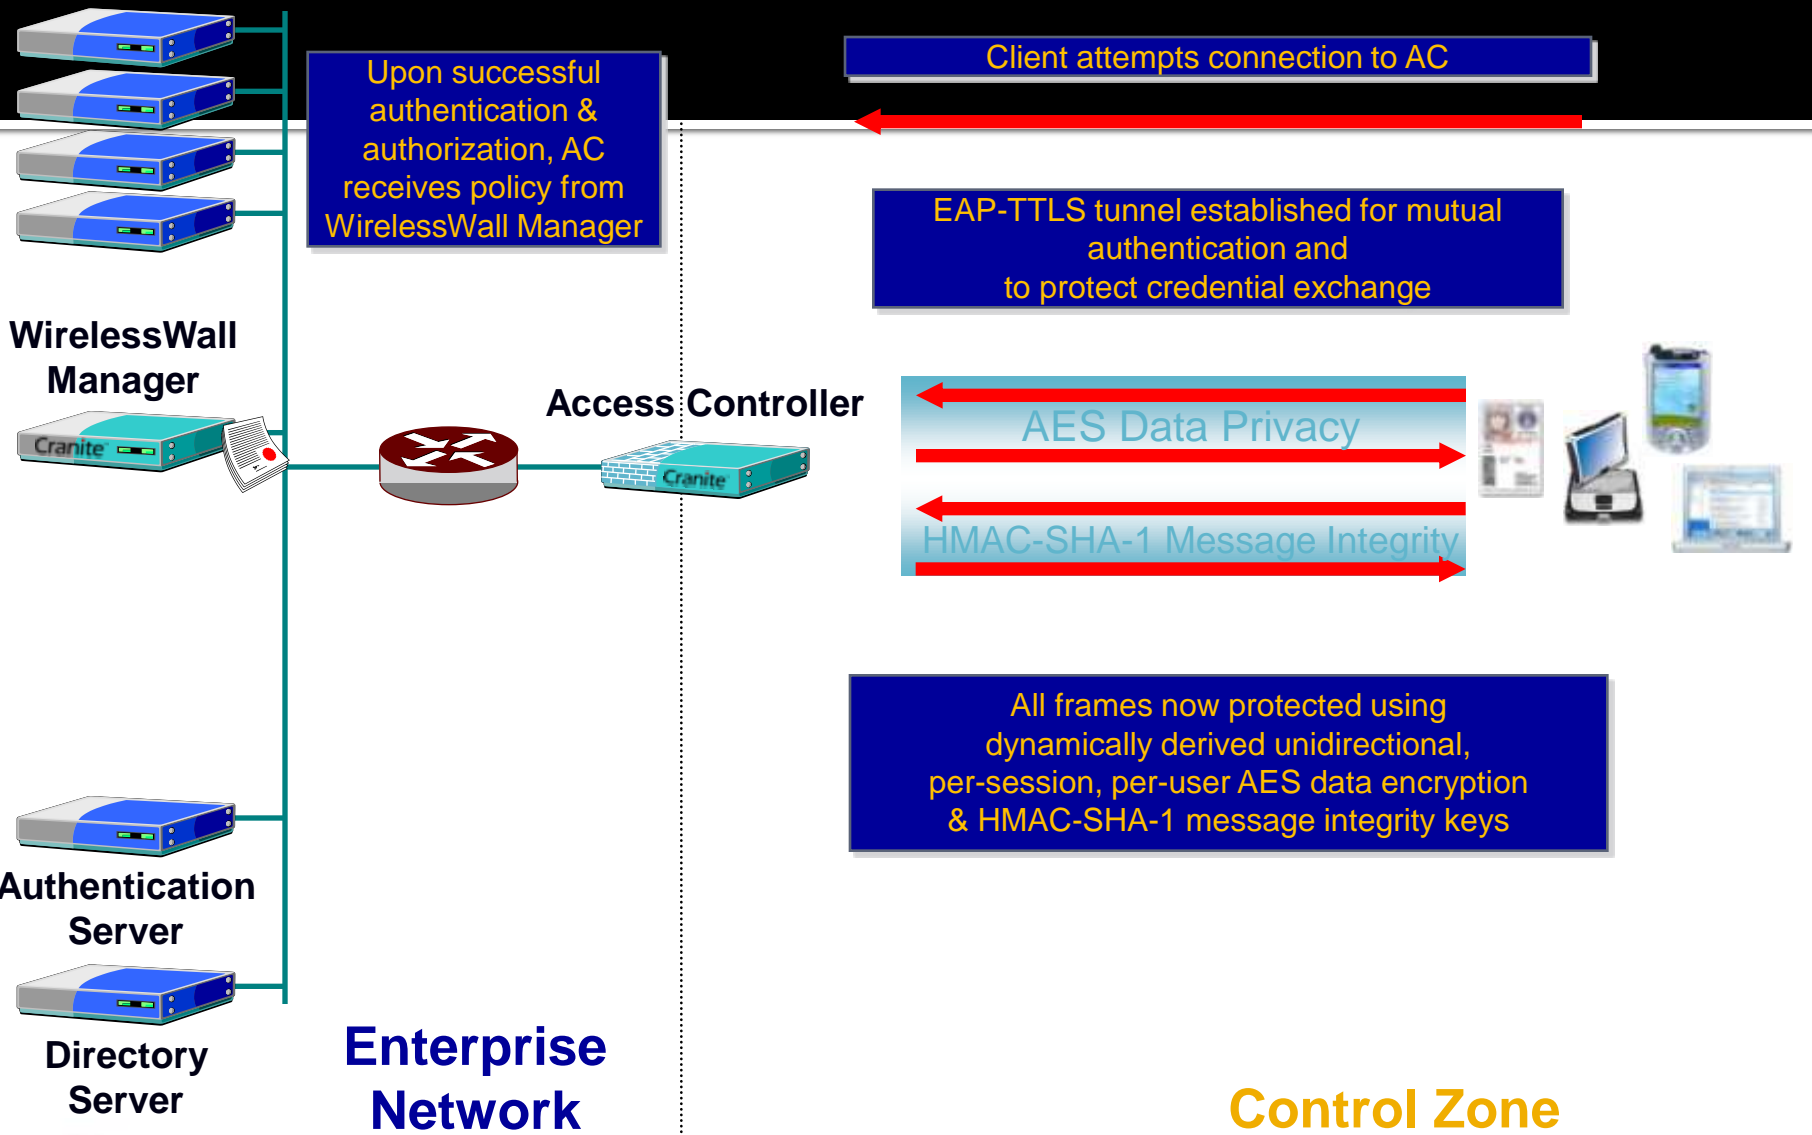 Upon successful
authentication &
authorization, AC
receives policy from
WirelessWall Manager
Client attempts connection to AC
EAP-TTLS tunnel established for mutual
authentication and
to protect credential exchange
WirelessWall
Manager
Cranite
Access Controller
Cranite
AES Data Privacy
HMAC-SHA-1 Message Integrity
All frames now protected using
dynamically derived unidirectional,
per-session, per-user AES data encryption
& HMAC-SHA-1 message integrity keys
Authentication
Server
Directory
Server
Enterprise
Network
Control Zone